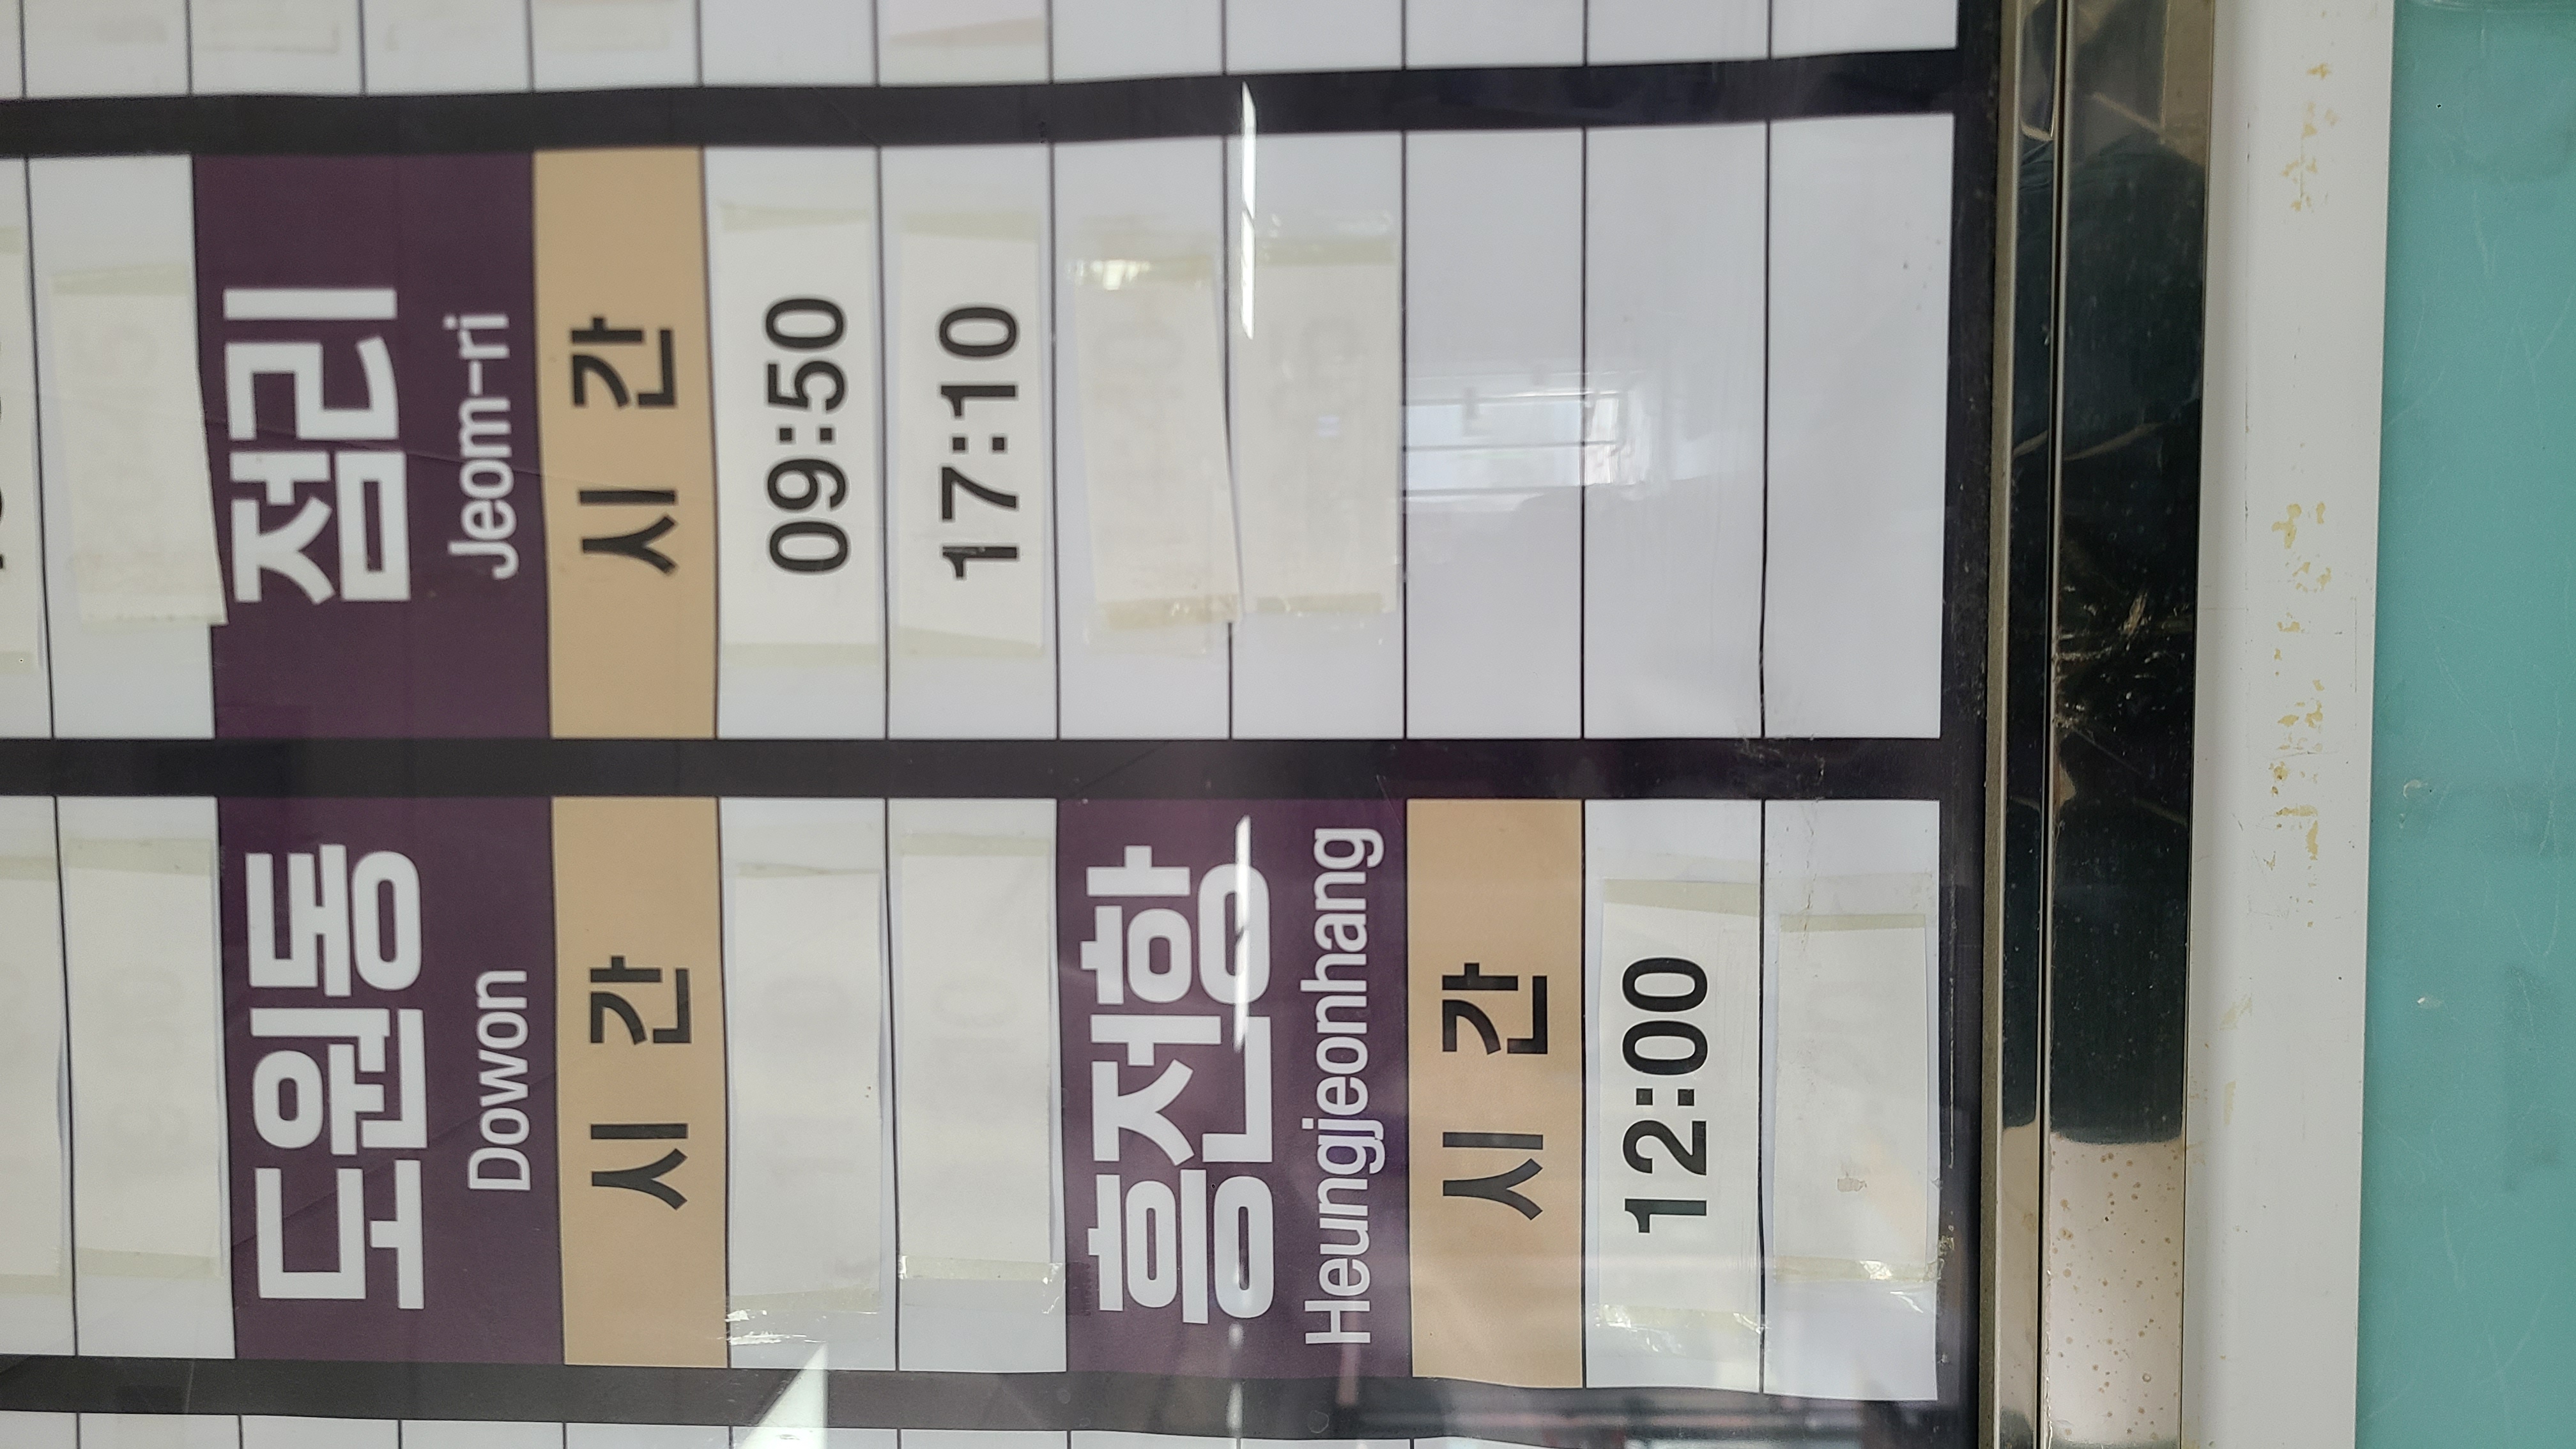 점리
Jeom-ri
시 간
09:50
17:10
도원동
Dowon
시 간
흥전항
Heungjeonhang
시 간
12:00